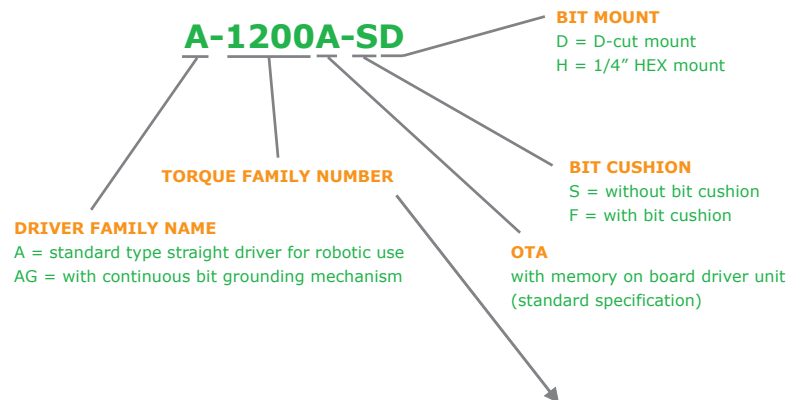 A-1200A-SD
BIT MOUNT
D = D-cut mount
H = 1/4” HEX mount
TORQUE FAMILY NUMBER
BIT CUSHION
S = without bit cushion
F = with bit cushion
DRIVER FAMILY NAME
A = standard type straight driver for robotic use
AG = with continuous bit grounding mechanism
OTA
with memory on board driver unit
(standard specification)